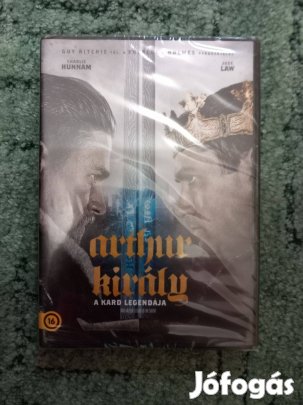 GUY RITCHIE
CHARLIE
HUNNAM
JUDE
LAW
arthur
király
A KARD LEGENDÁJA
16
Jófogás